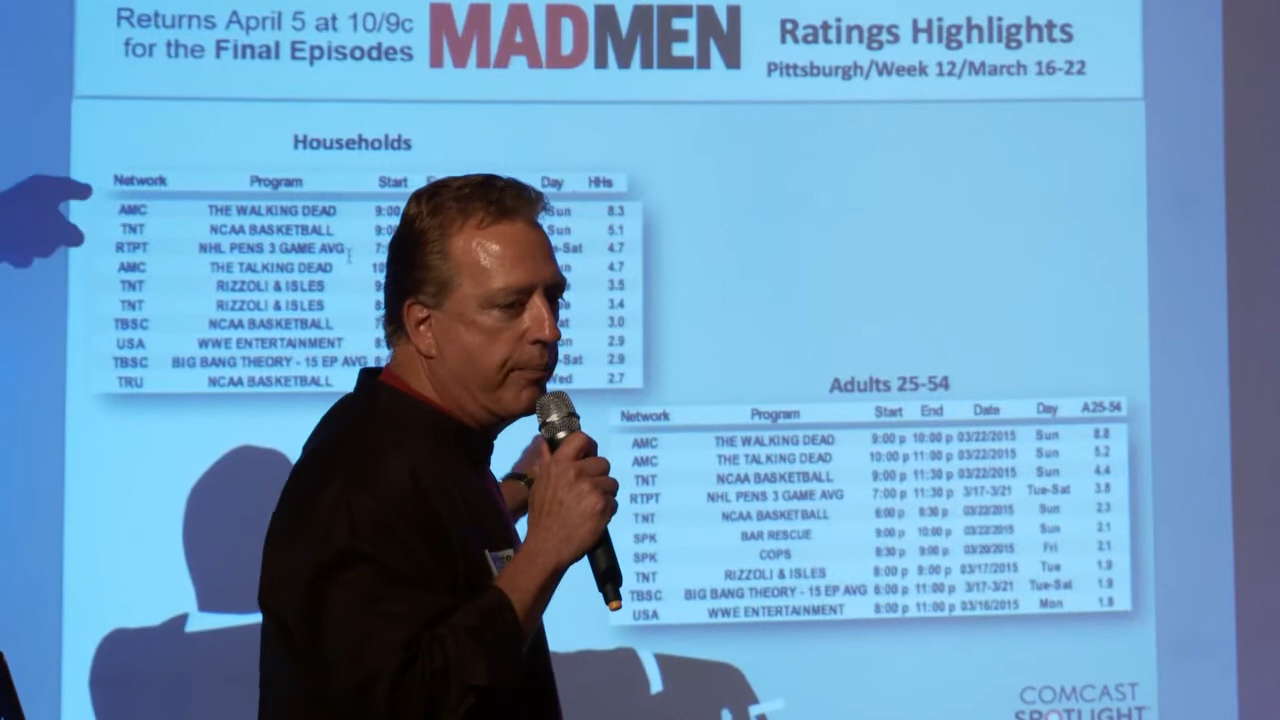 Returns April 5 at 10/9c
for the Final Episodes
MADMEN
Ratings Highlights
Pittsburgh/Week 12/March 16-22
Households
Network Program Start Day HHs
AMC THE WALKING DEAD 9:00 Sun 8.3
TNT NCAA BASKETBALL 9:00 Sun 5.1
RTPT NHL PENS 3 GAME AVG 7: -Sat 4.7
AMC THE TALKING DEAD 10 4.7
TNT RIZZOLI & ISLES 3.5
TNT RIZZOLI & ISLES 3.4
TBSC NCAA BASKETBALL 3.0
USA WWE ENTERTAINMENT 2.9
TBSC BIG BANG THEORY - 15 EP AVG -Sat 2.9
TRU NCAA BASKETBALL Wed 2.7
Adults 25-54
Network Program Start End Date Day A25-54
AMC THE WALKING DEAD 9:00 p 10:00 p 03/22/2015 Sun 8.8
AMC THE TALKING DEAD 10:00 p 11:00 p 03/22/2015 Sun 5.2
TNT NCAA BASKETBALL 9:00 p 11:30 p 03/22/2015 Sun 4.4
RTPT NHL PENS 3 GAME AVG 7:00 p 11:30 p 3/17-3/21 Tue-Sat 3.8
TNT NCAA BASKETBALL 6:00 p 8:30 p 03/22/2015 Sun 2.3
SPK BAR RESCUE 9:00 p 10:00 p 03/22/2015 Sun 2.1
SPK COPS 8:30 p 9:00 p 03/20/2015 Fri 2.1
TNT RIZZOLI & ISLES 8:00 p 9:00 p 03/17/2015 Tue 1.9
TBSC BIG BANG THEORY - 15 EP AVG 6:00 p 11:00 p 3/17-3/21 Tue-Sat 1.9
USA WWE ENTERTAINMENT 8:00 p 11:00 p 03/16/2015 Mon 1.8
COMCAST
SPOTLIGHT